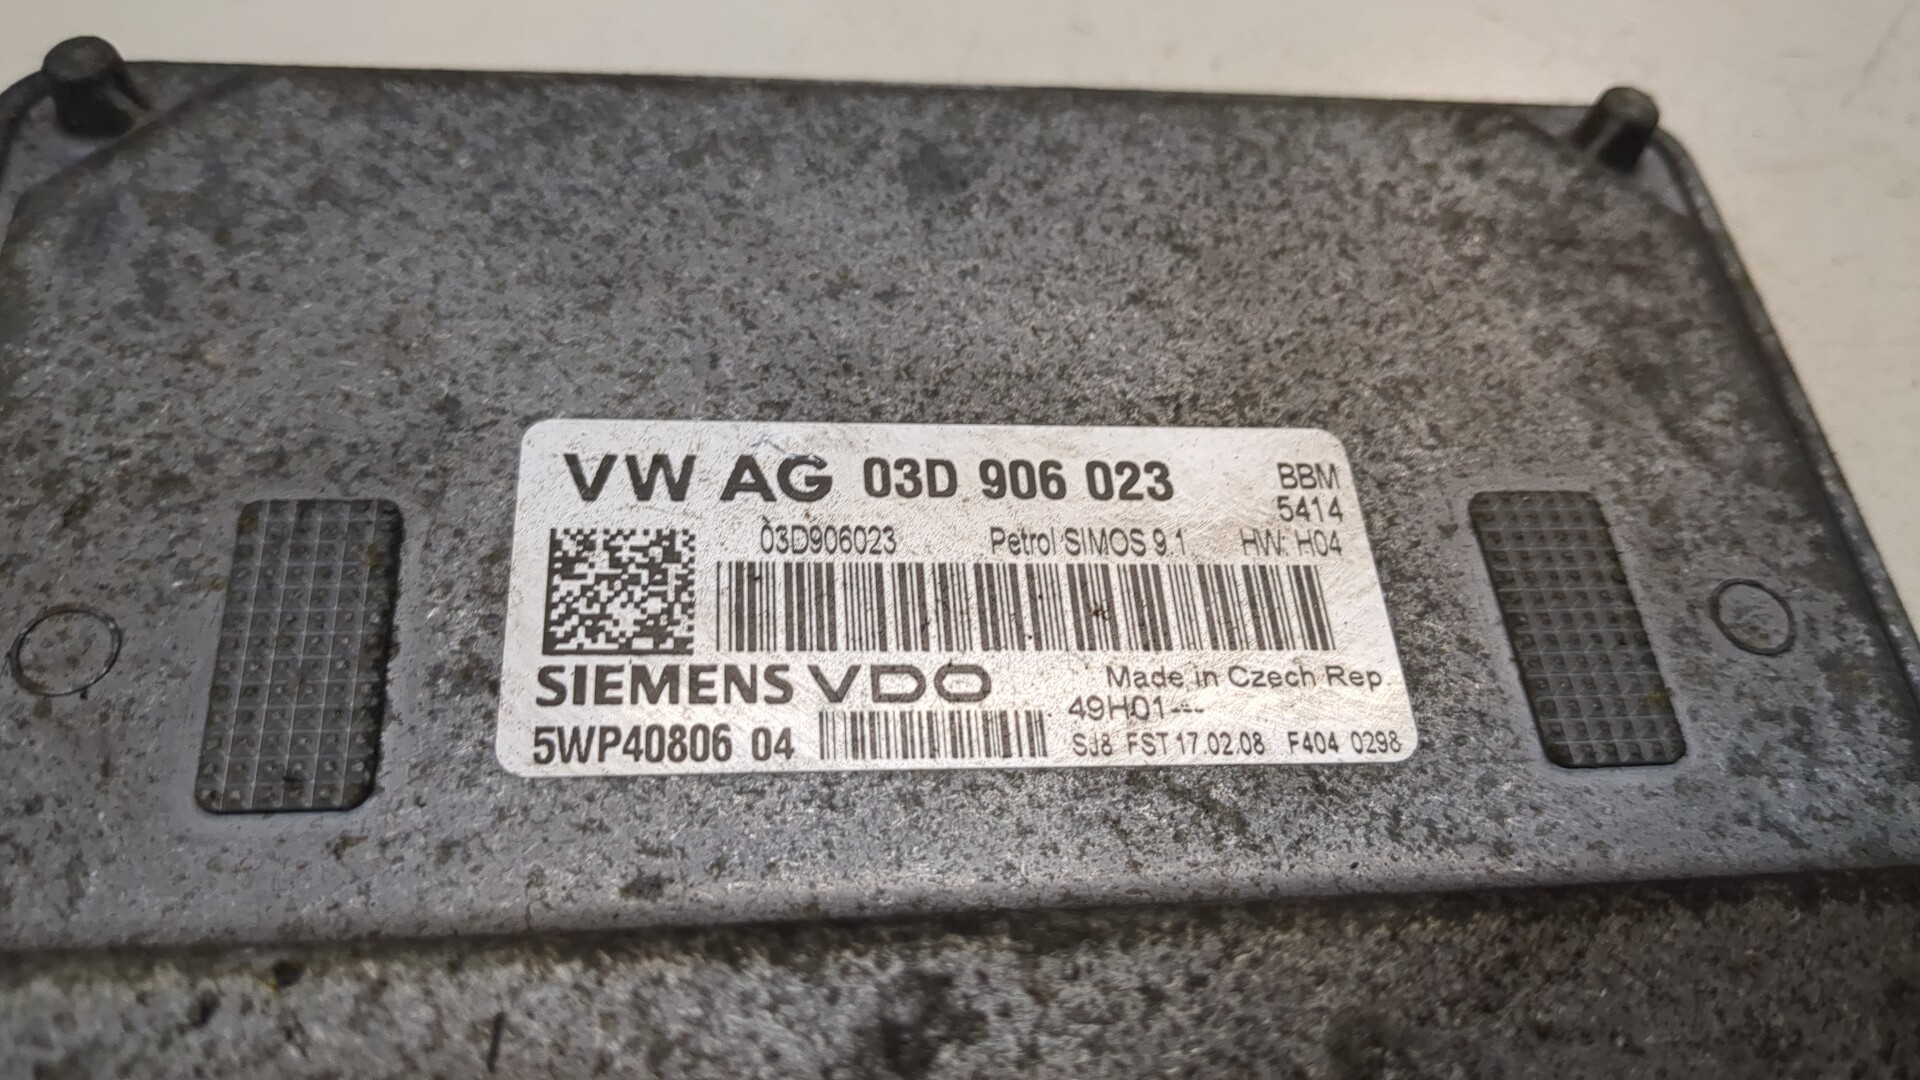 VW AG 03D 906 023 BBM
5414
03D906023 Petrol SIMOS 9.1 HW: H04
SIEMENS VDO Made in Czech Rep.
49H01---
5WP40806 04 SJ8 FST 17.02.08 F404 0298